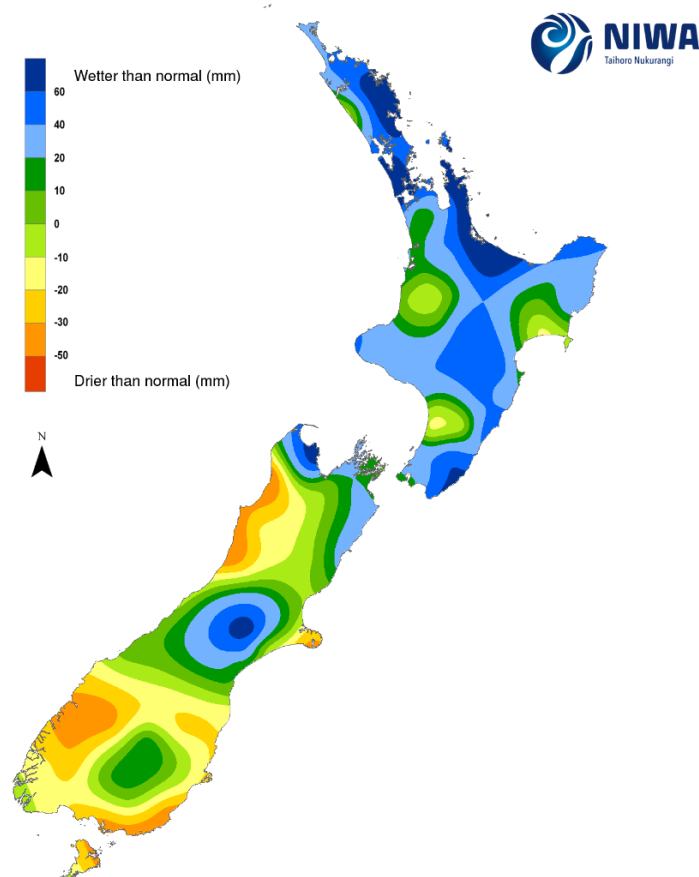 NIWA
Taihoro Nukurangi
Wetter than normal (mm)
60
40
20
10
0
-10
-20
-30
-50
Drier than normal (mm)
N